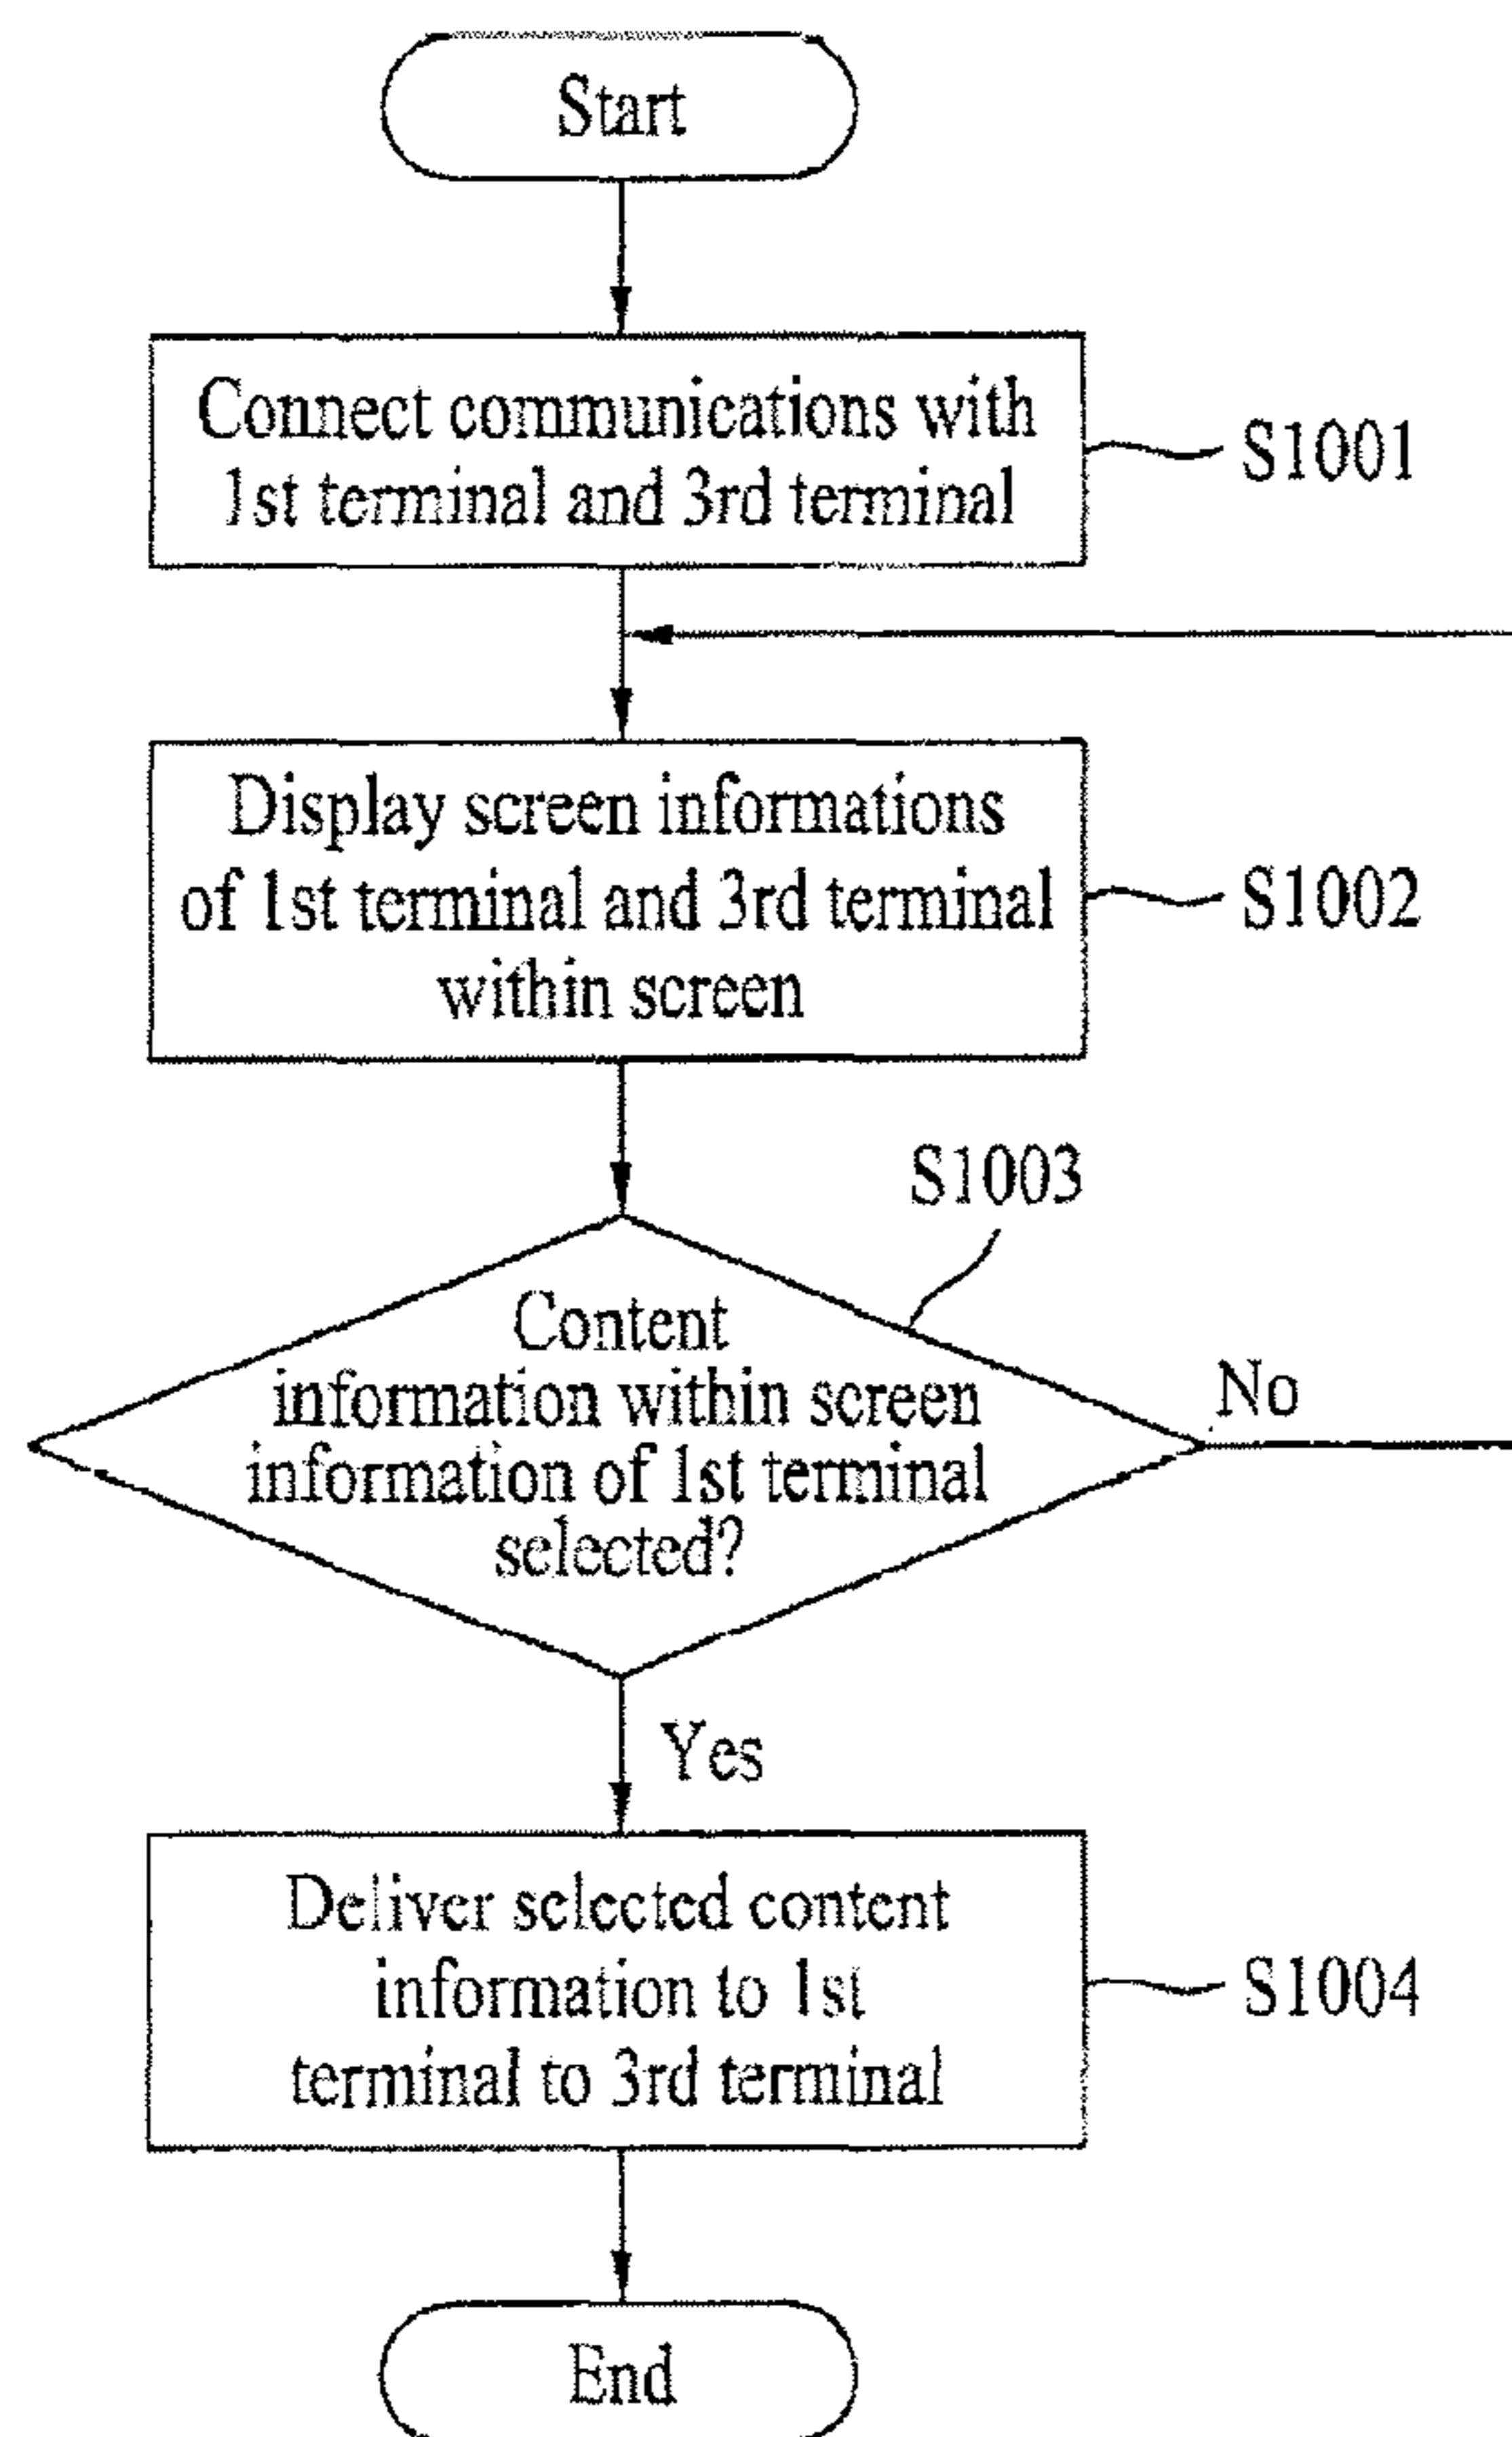 Start
Connect communications with
1st terminal and 3rd terminal
S1001
Display screen informations
of 1st terminal and 3rd terminal
within screen
S1002
S1003
Content
information within screen
information of 1st terminal
selected?
No
Yes
Deliver selected content
information to 1st
terminal to 3rd terminal
S1004
End